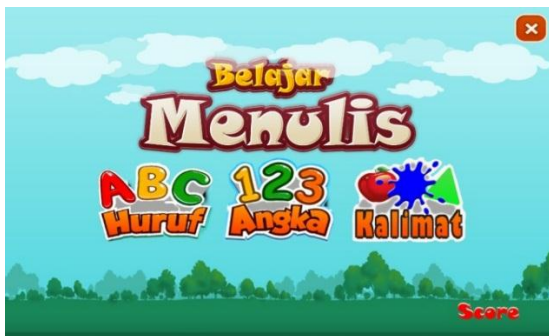 Belajar
Menulis
ABC 123
Huruf Angka Kalimat
Score